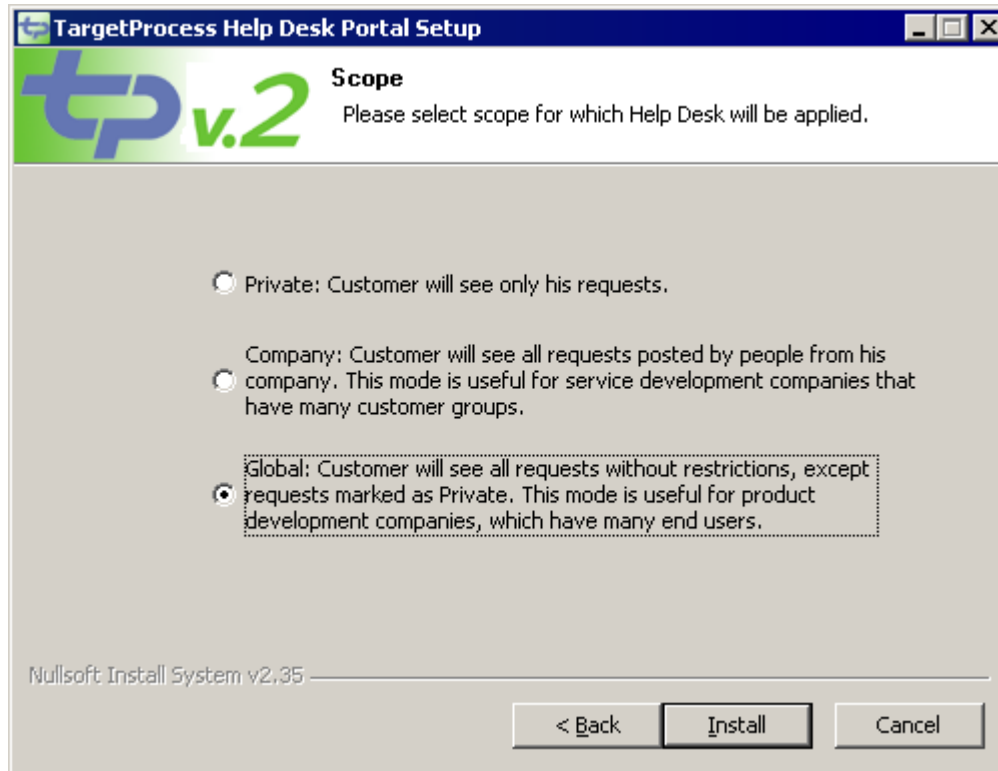 TargetProcess Help Desk Portal Setup
tp v.2
Scope
Please select scope for which Help Desk will be applied.
Private: Customer will see only his requests.
Company: Customer will see all requests posted by people from his
company. This mode is useful for service development companies that
have many customer groups.
Global: Customer will see all requests without restrictions, except
requests marked as Private. This mode is useful for product
development companies, which have many end users.
Nullsoft Install System v2.35
< Back
Install
Cancel